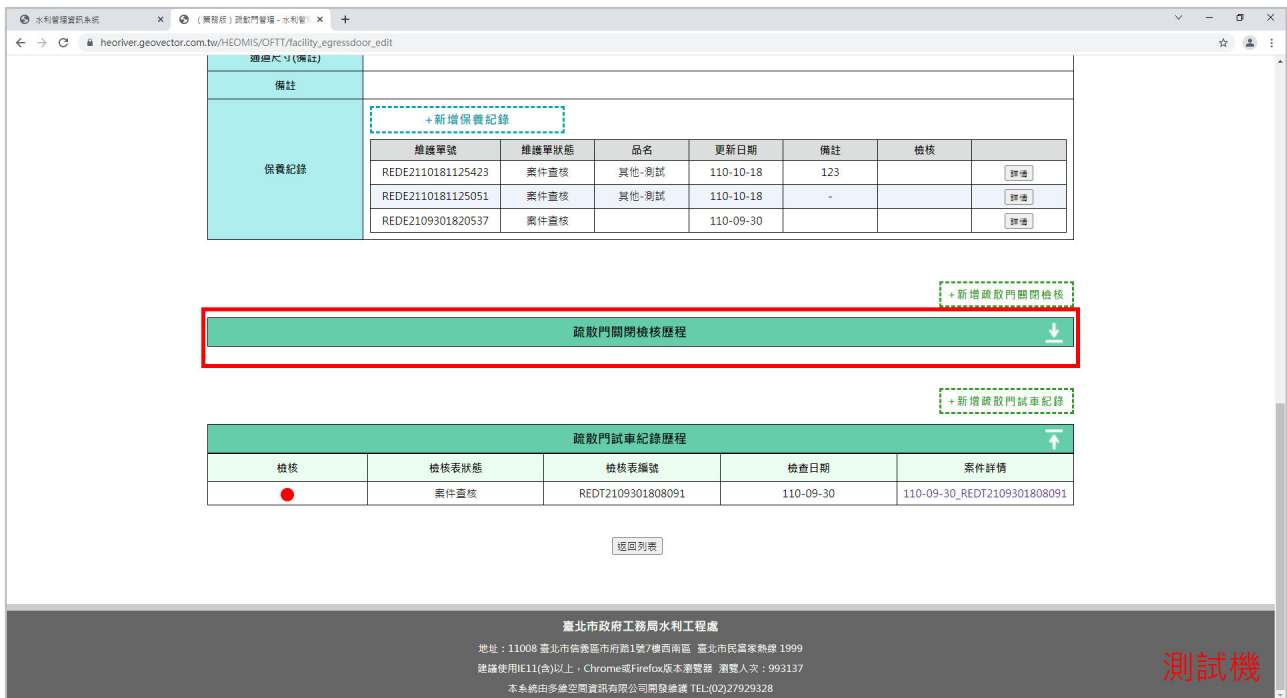 水利管理資訊系統
(業務版)疏散門管理 - 水利管
heoriver.geovector.com.tw/HEOMIS/OFTT/facility_egressdoor_edit
通道尺寸(備註)
備註
保養紀錄
+新增保養紀錄
維護單號 維護單狀態 品名 更新日期 備註 檢核
REDE2110181125423 案件查核 其他-測試 110-10-18 123 詳情
REDE2110181125051 案件查核 其他-測試 110-10-18 - 詳情
REDE2109301820537 案件查核 110-09-30 詳情
+新增疏散門關閉檢核
疏散門關閉檢核歷程
+新增疏散門試車紀錄
疏散門試車紀錄歷程
檢核 檢核表狀態 檢核表編號 檢查日期 案件詳情
案件查核 REDT2109301808091 110-09-30 110-09-30_REDT2109301808091
返回列表
臺北市政府工務局水利工程處
地址:11008 臺北市信義區市府路1號7樓西南區 臺北市民當家熱線 1999
建議使用IE11(含)以上,Chrome或Firefox版本瀏覽器 瀏覽人次:993137
本系統由多維空間資訊有限公司開發維護 TEL:(02)27929328
測試機